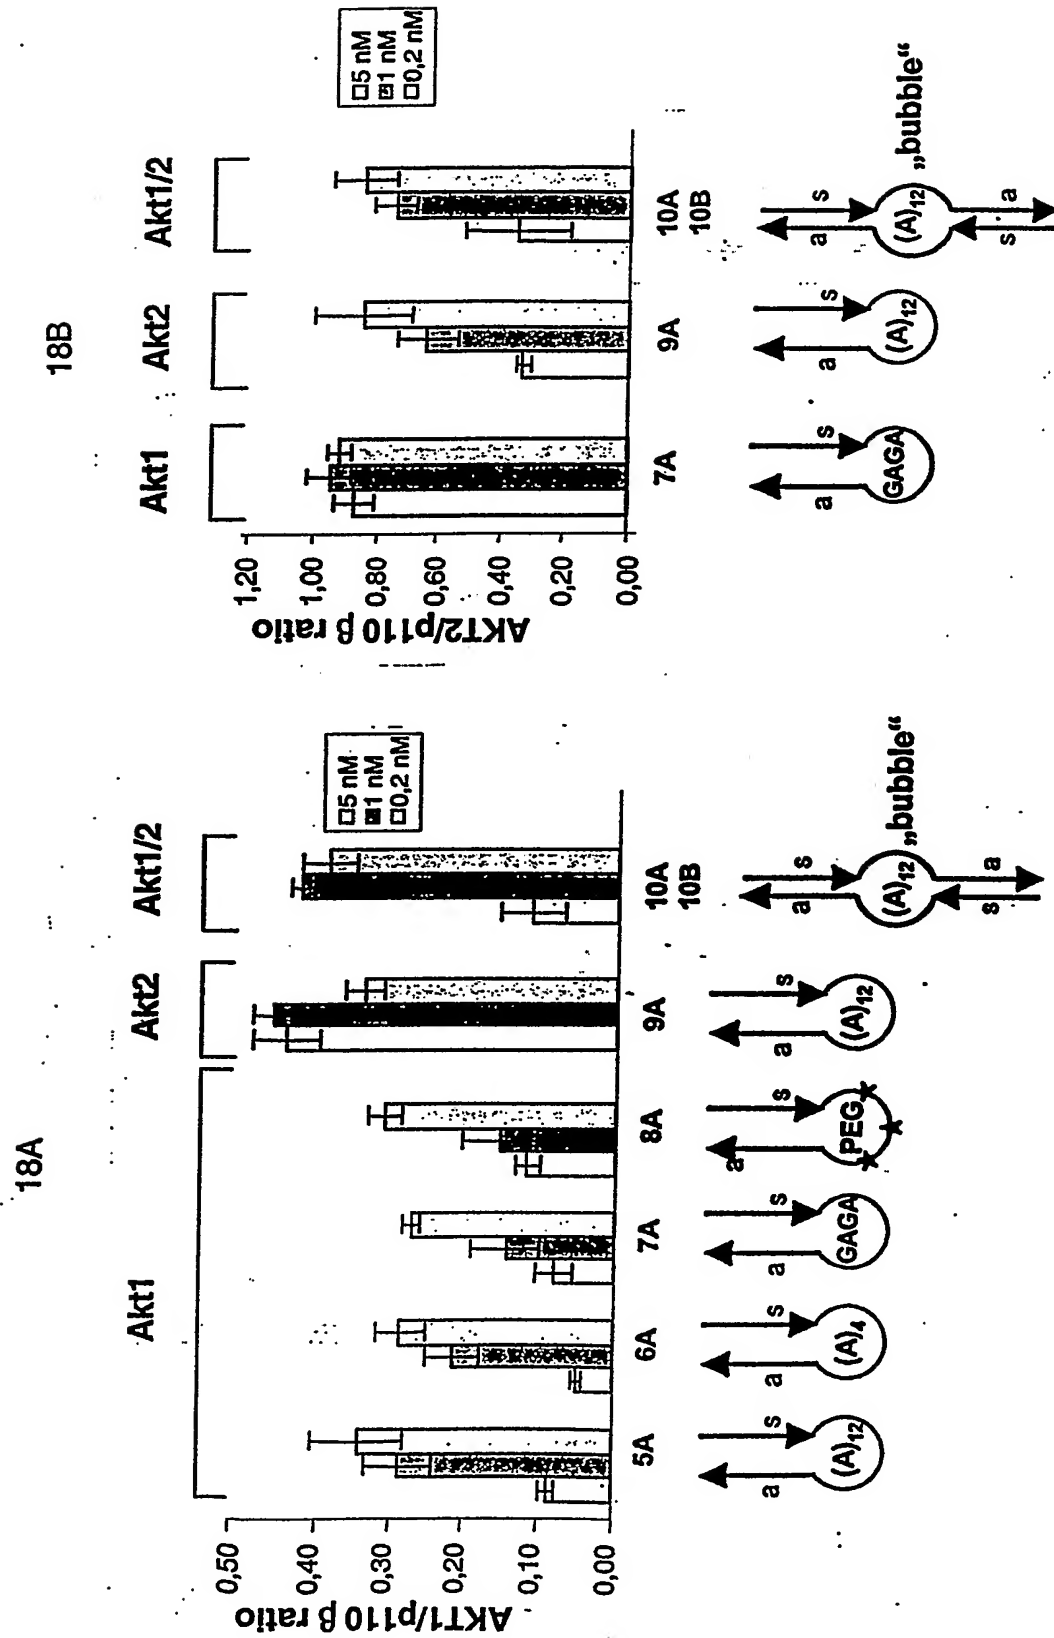 18A
Akt1
Akt2
Akt1/2
AKT1/p110 β ratio
0,50
0,40
0,30
0,20
0,10
0,00
5 nM
1 nM
0,2 nM
5A
6A
7A
8A
9A
10A
10B
a s
(A)12
a s
(A)4
a s
GAGA
a s
PEG
a s
(A)12
a s
(A)12
„bubble“
s a
18B
Akt1
Akt2
Akt1/2
AKT2/p110 β ratio
1,20
1,00
0,80
0,60
0,40
0,20
0,00
5 nM
1 nM
0,2 nM
7A
9A
10A
10B
a s
GAGA
a s
(A)12
a s
(A)12
„bubble“
s a